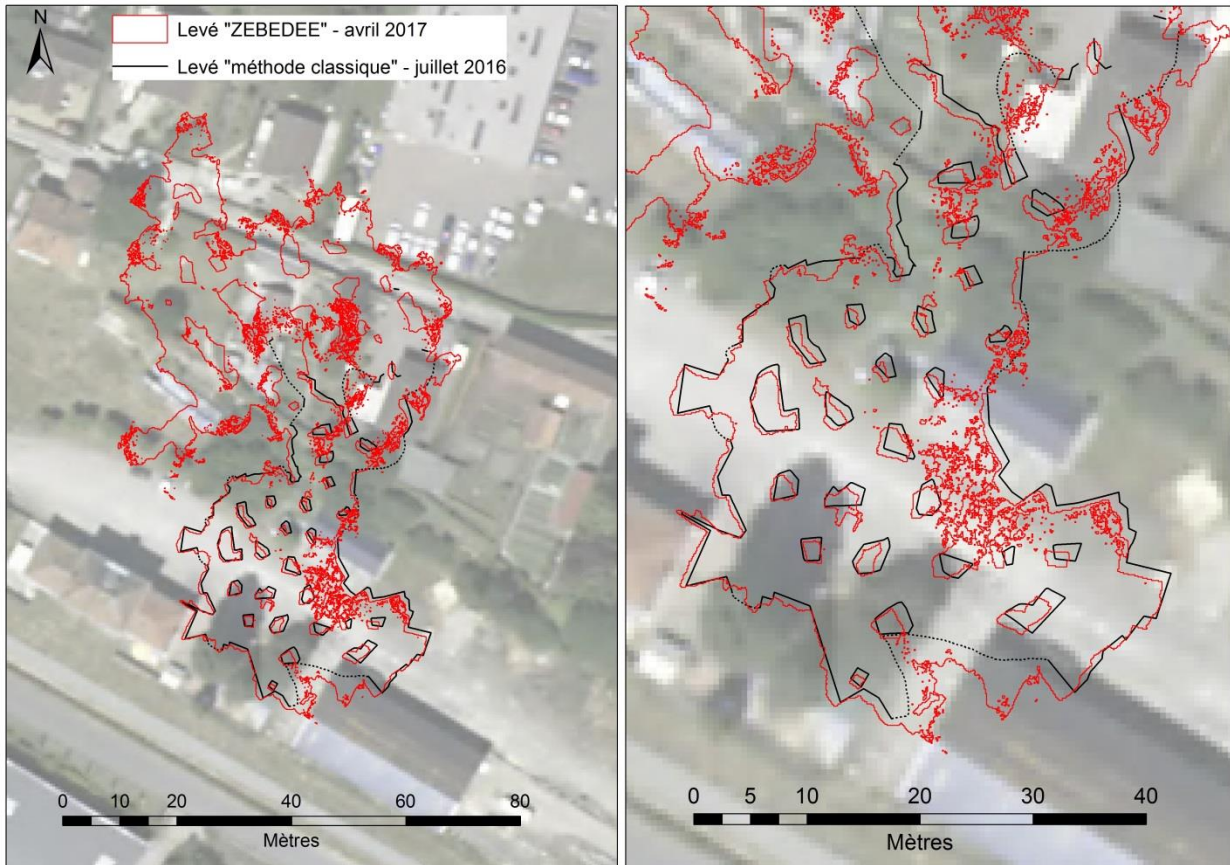 N
Levé "ZEBEDEE" - avril 2017
Levé "méthode classique" - juillet 2016
0 10 20 40 60 80
Mètres
0 5 10 20 30 40
Mètres